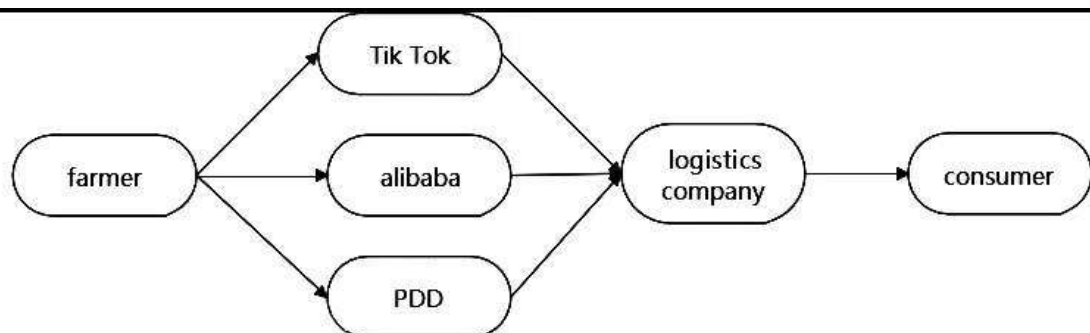 Tik Tok
farmer
alibaba
logistics
company
consumer
PDD